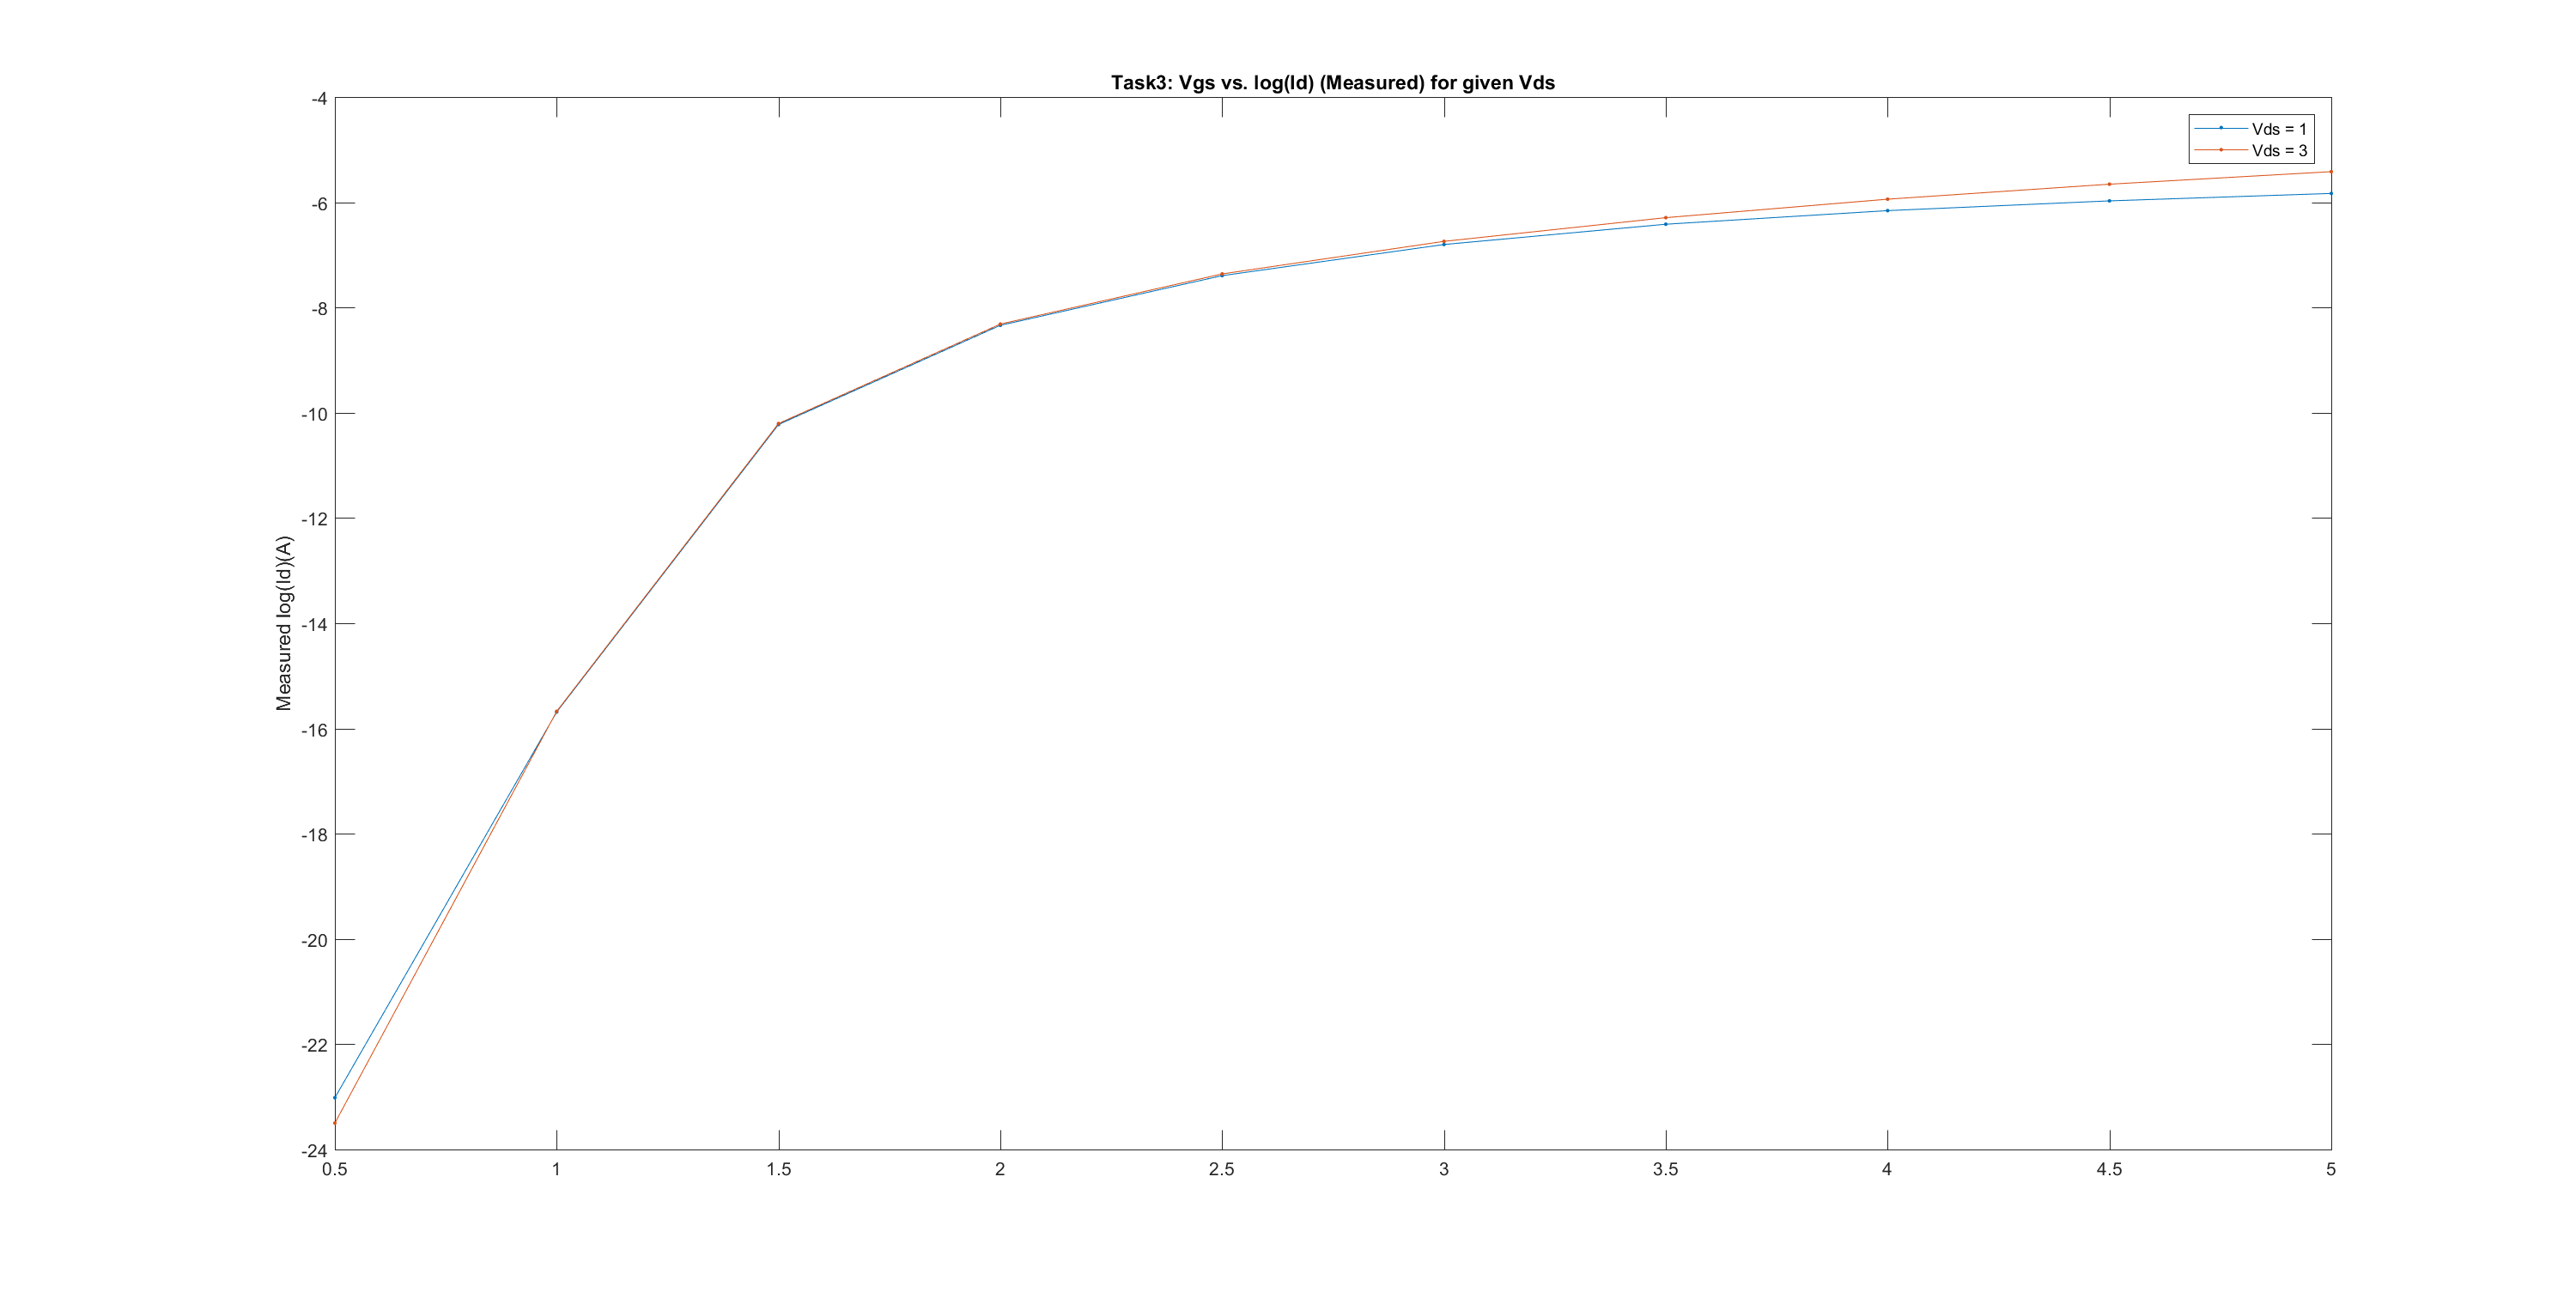 Task3: Vgs vs. log(Id) (Measured) for given Vds
Vds = 1
Vds = 3
Measured log(Id)(A)
-4
-6
-8
-10
-12
-14
-16
-18
-20
-22
-24
0.5 1 1.5 2 2.5 3 3.5 4 4.5 5